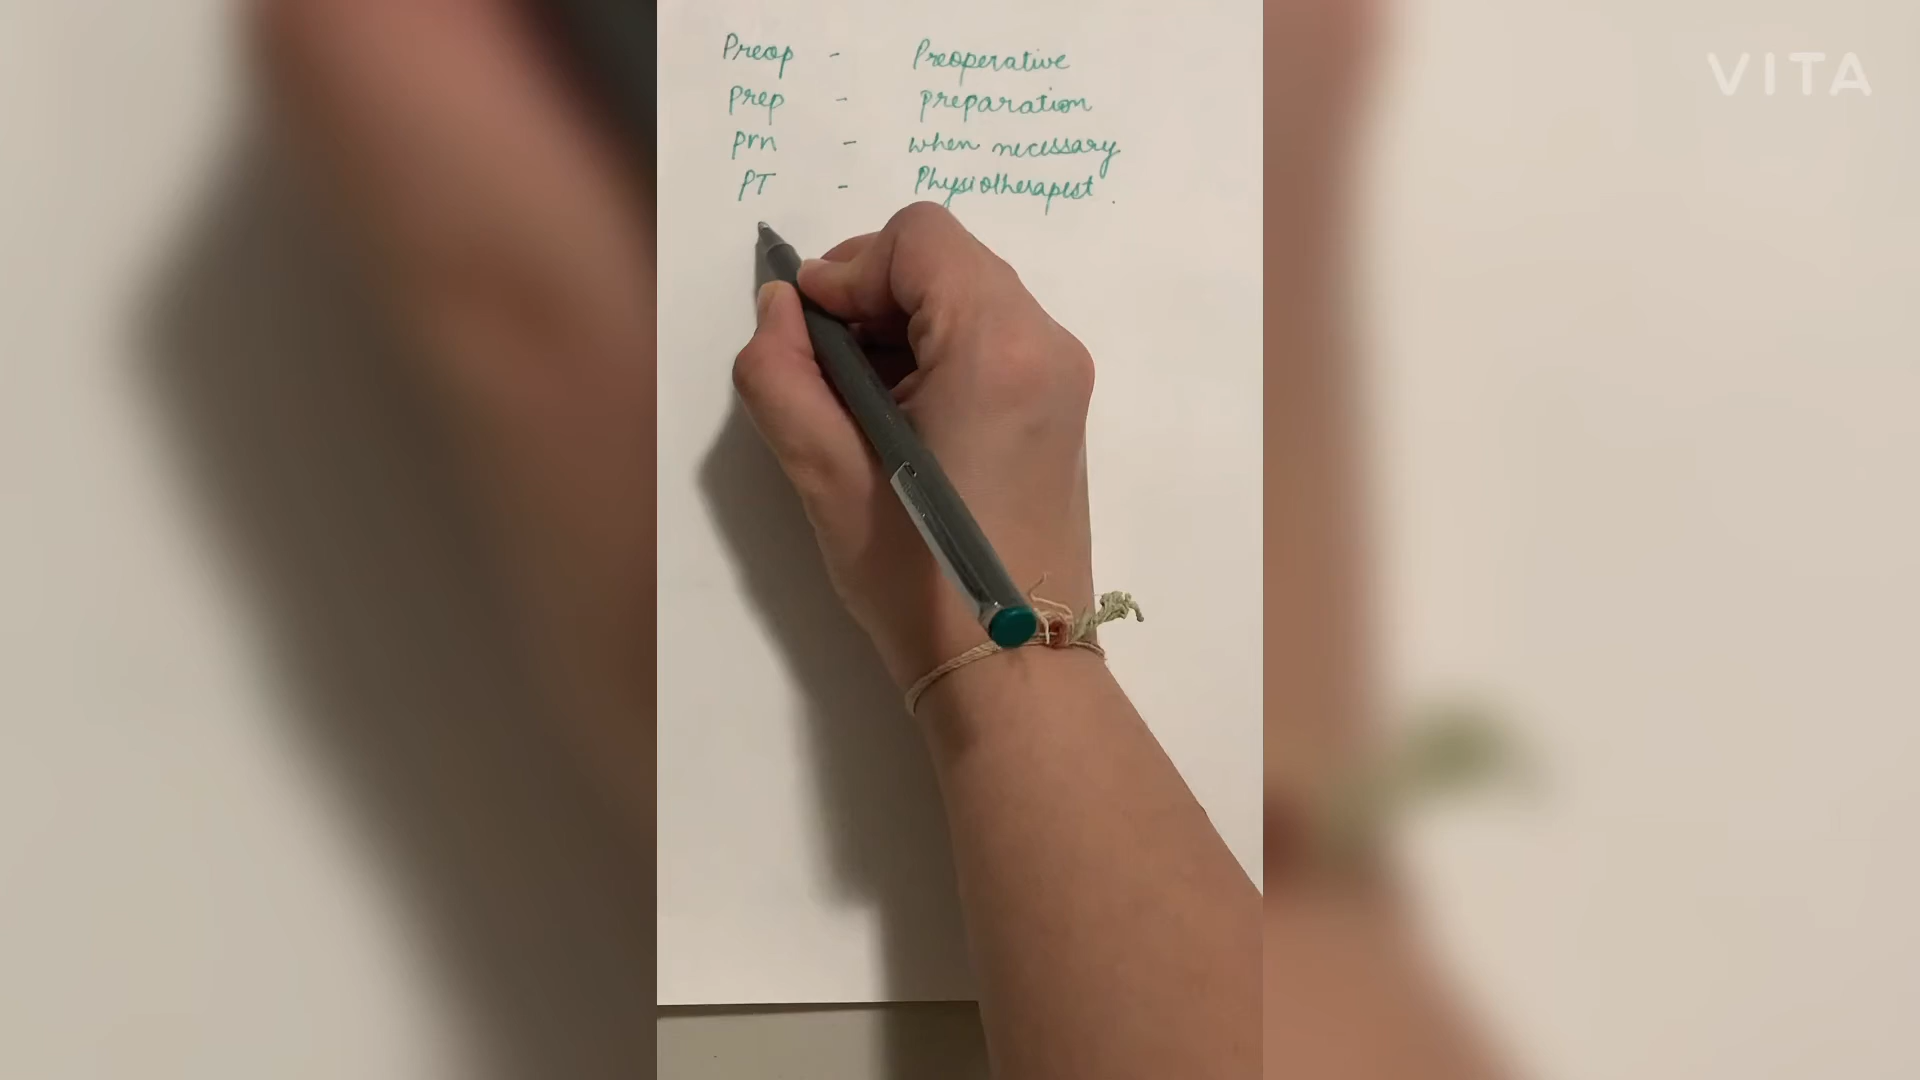 Preop - Preoperative
prep - preparation
prn - when necessary
PT - Physiotherapist.
VITA